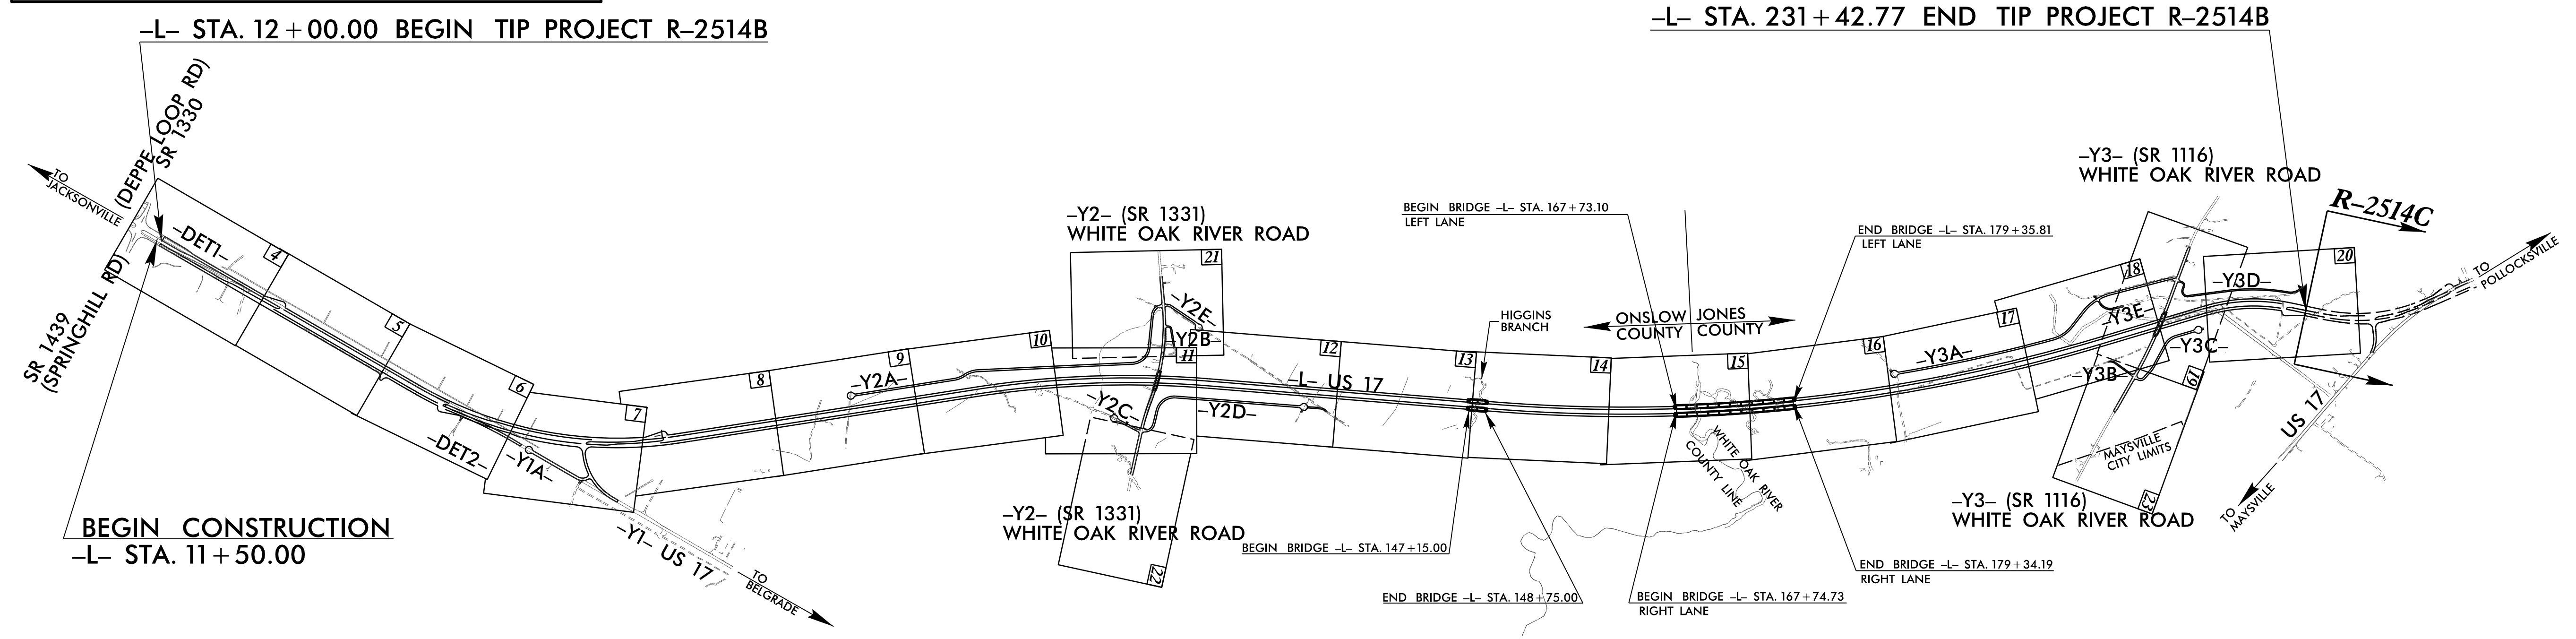 –L– STA. 12+00.00 BEGIN TIP PROJECT R–2514B
–L– STA. 231+42.77 END TIP PROJECT R–2514B
(DEPPE LOOP RD)
SR 1330
TO
JACKSONVILLE
SR 1439
(SPRINGHILL RD)
–DET1–
4
5
6
7
–DET2–
–Y1A–
BEGIN CONSTRUCTION
–L– STA. 11+50.00
–Y1– US 17
TO
BELGRADE
8
9
10
–Y2A–
–Y2– (SR 1331)
WHITE OAK RIVER ROAD
21
–Y2E–
–Y2B–
11
–Y2C–
–Y2D–
–Y2– (SR 1331)
WHITE OAK RIVER ROAD
22
12
–L– US 17
13
HIGGINS
BRANCH
14
BEGIN BRIDGE –L– STA. 147+15.00
END BRIDGE –L– STA. 148+75.00
BEGIN BRIDGE –L– STA. 167+73.10
LEFT LANE
ONSLOW JONES
COUNTY COUNTY
END BRIDGE –L– STA. 179+35.81
LEFT LANE
15
WHITE OAK RIVER
COUNTY LINE
BEGIN BRIDGE –L– STA. 167+74.73
RIGHT LANE
END BRIDGE –L– STA. 179+34.19
RIGHT LANE
16
17
–Y3A–
–Y3– (SR 1116)
WHITE OAK RIVER ROAD
18
–Y3D–
–Y3E–
–Y3C–
–Y3B–
19
20
MAYSVILLE
CITY LIMITS
23
–Y3– (SR 1116)
WHITE OAK RIVER ROAD
R–2514C
TO
POLLOCKSVILLE
US 17
TO
MAYSVILLE